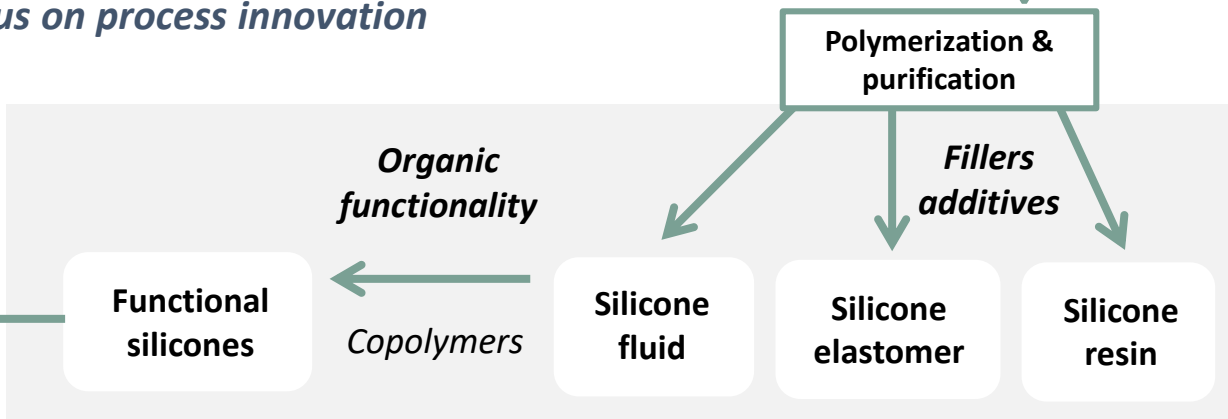 us on process innovation
Polymerization &
purification
Organic
functionality
Fillers
additives
Functional
silicones
Copolymers
Silicone
fluid
Silicone
elastomer
Silicone
resin